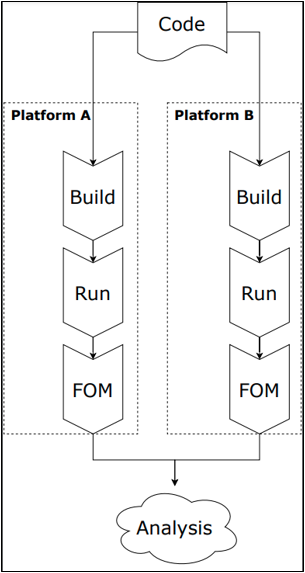 Code
Platform A
Build
Run
FOM
Platform B
Build
Run
FOM
Analysis